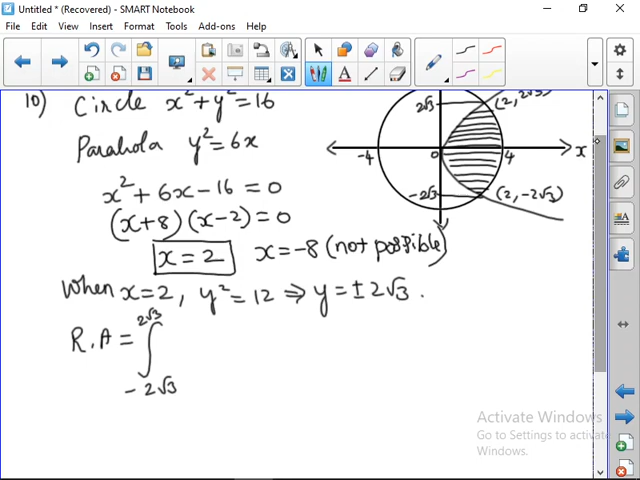 Untitled * (Recovered) - SMART Notebook
File Edit View Insert Format Tools Add-ons Help
10) Circle x²+y²=16
Parabola y²=6x
x²+6x-16=0
(x+8)(x-2)=0
x=2 x=-8 (not possible)
When x=2, y²=12 ⇒ y=±2√3.
R.A = ∫
2√3
-2√3
2√3 (2, 2√3)
-4 0 4 x
-2√3 (2, -2√3)
Activate Windows
Go to Settings to activate
Windows.